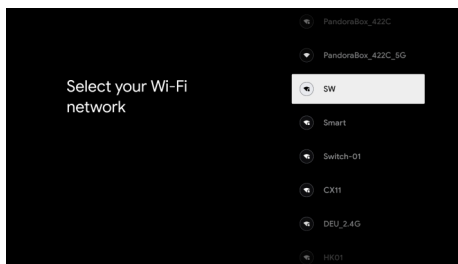 Select your Wi-Fi
network
PandoraBox_422C
PandoraBox_422C_5G
SW
Smart
Switch-01
CX11
DEU_2.4G
HK01